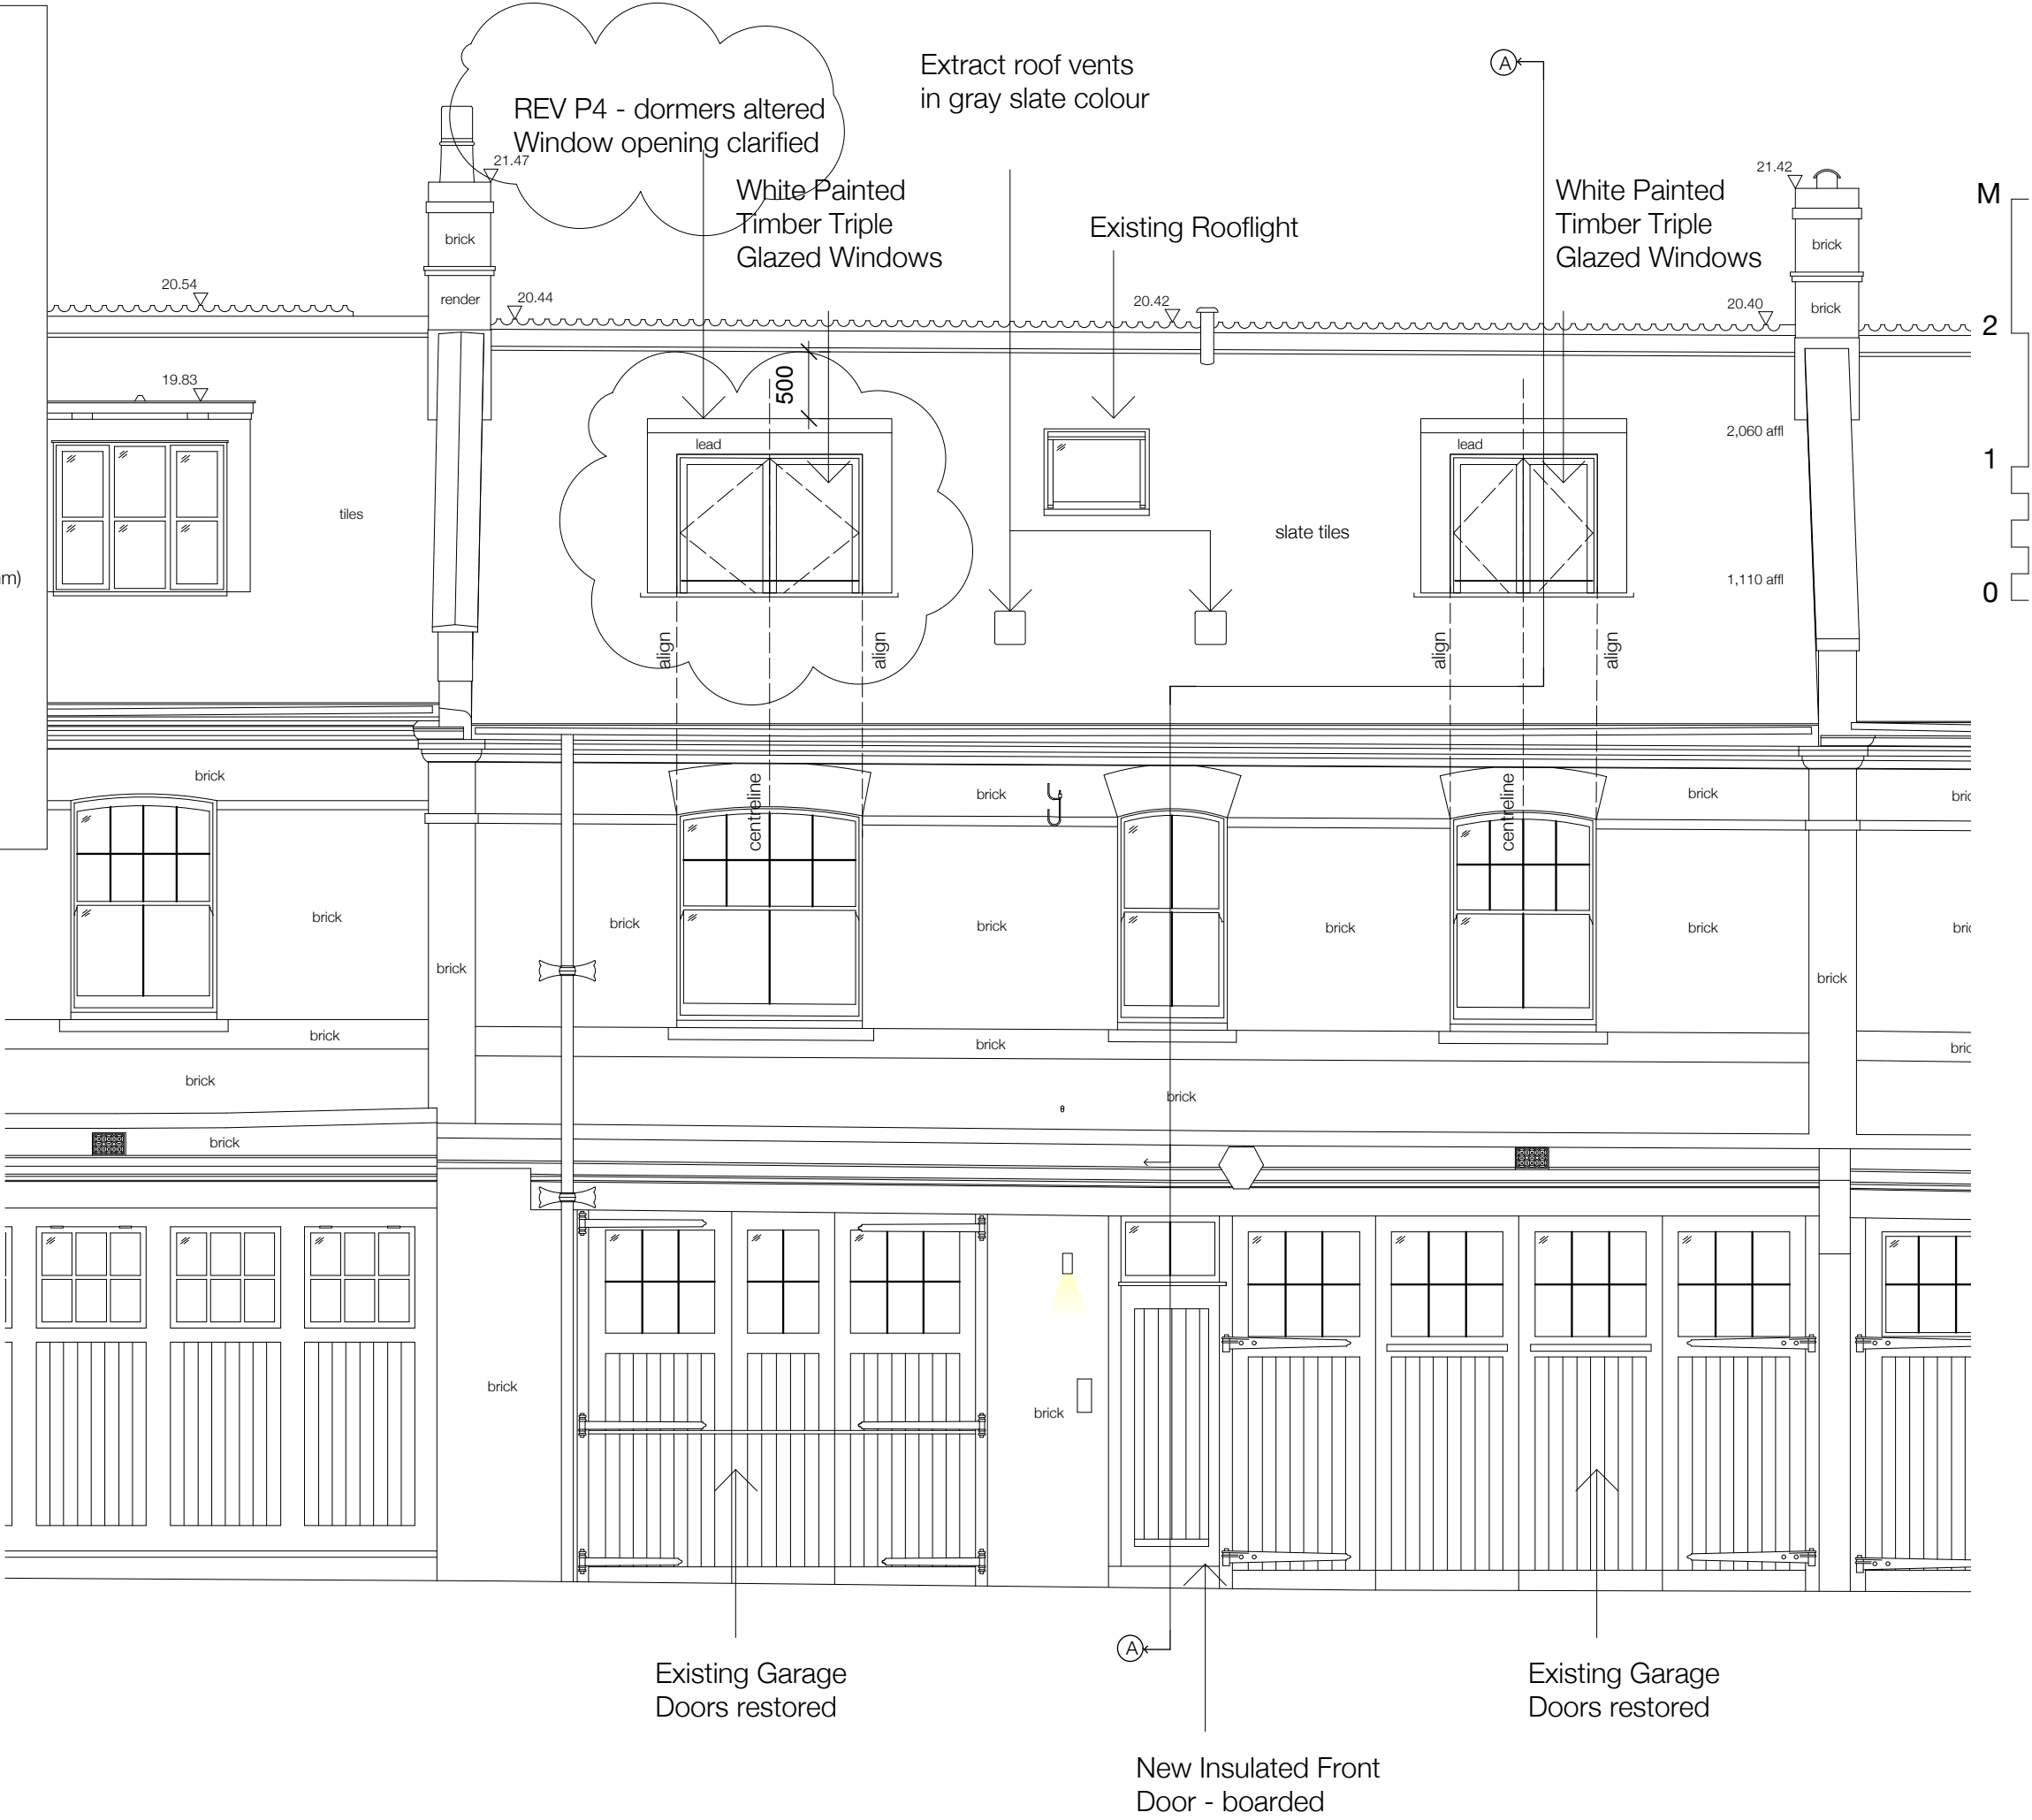 Extract roof vents
in gray slate colour
A
REV P4 - dormers altered
Window opening clarified
21.47
21.42
White Painted
Timber Triple
Glazed Windows
White Painted
Timber Triple
Glazed Windows
M
Existing Rooflight
brick
brick
20.54
render
20.44
20.42
20.40
brick
2
19.83
500
lead
lead
2,060 affl
1
tiles
slate tiles
m)
1,110 affl
0
align
align
align
align
brick
centreline
brick
centreline
brick
bric
brick
brick
brick
brick
brick
bric
brick
brick
brick
brick
bric
brick
brick
brick
brick
brick
A
Existing Garage
Doors restored
Existing Garage
Doors restored
New Insulated Front
Door - boarded